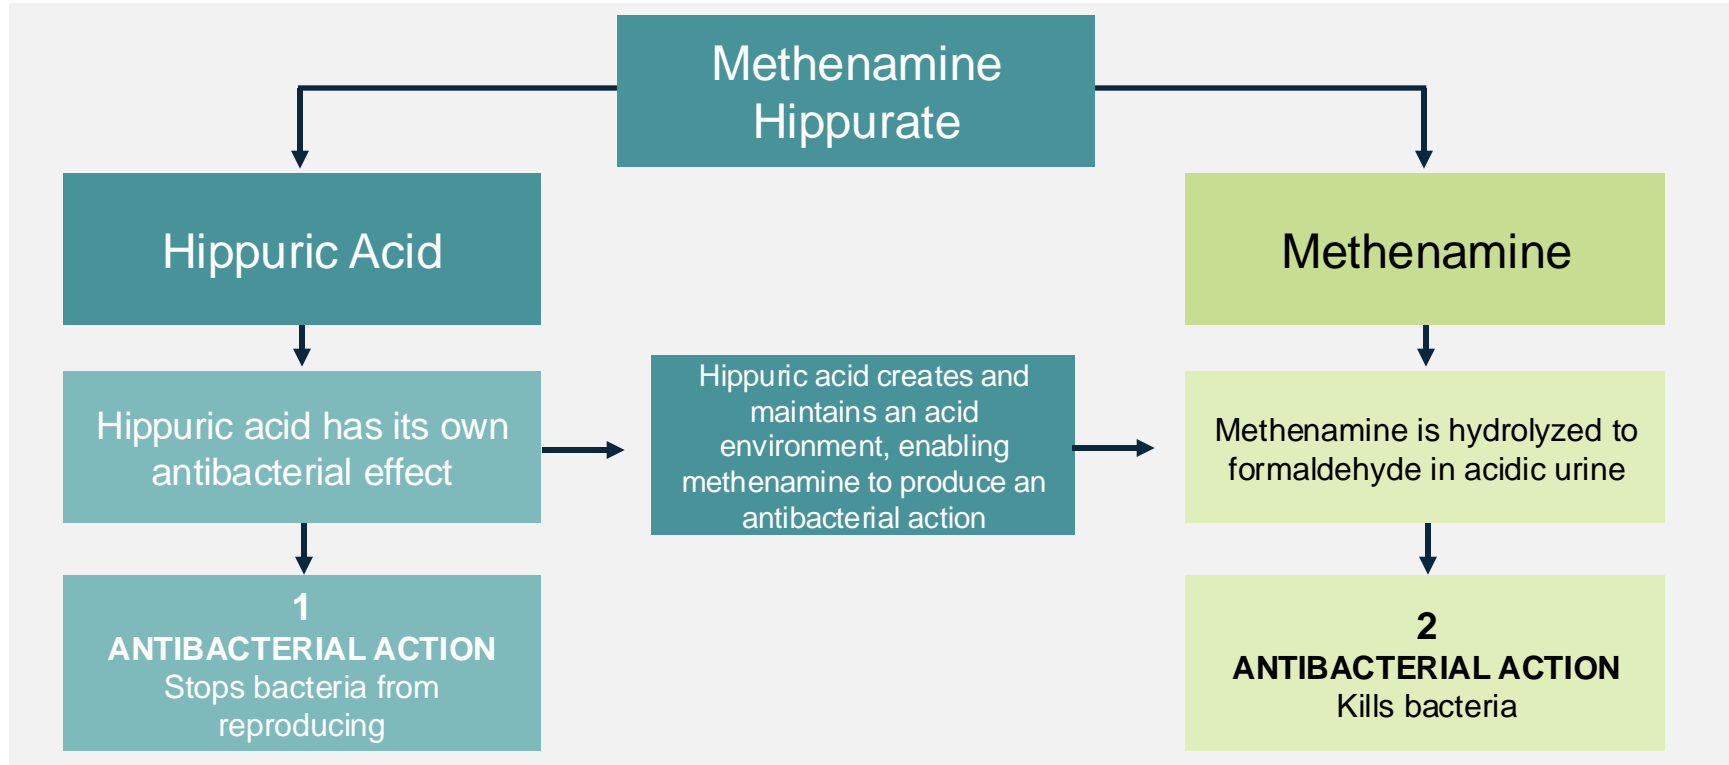 Methenamine
Hippurate
Hippuric Acid
Methenamine
Hippuric acid has its own
antibacterial effect
Hippuric acid creates and
maintains an acid
environment, enabling
methenamine to produce an
antibacterial action
Methenamine is hydrolyzed to
formaldehyde in acidic urine
1
ANTIBACTERIAL ACTION
Stops bacteria from
reproducing
2
ANTIBACTERIAL ACTION
Kills bacteria